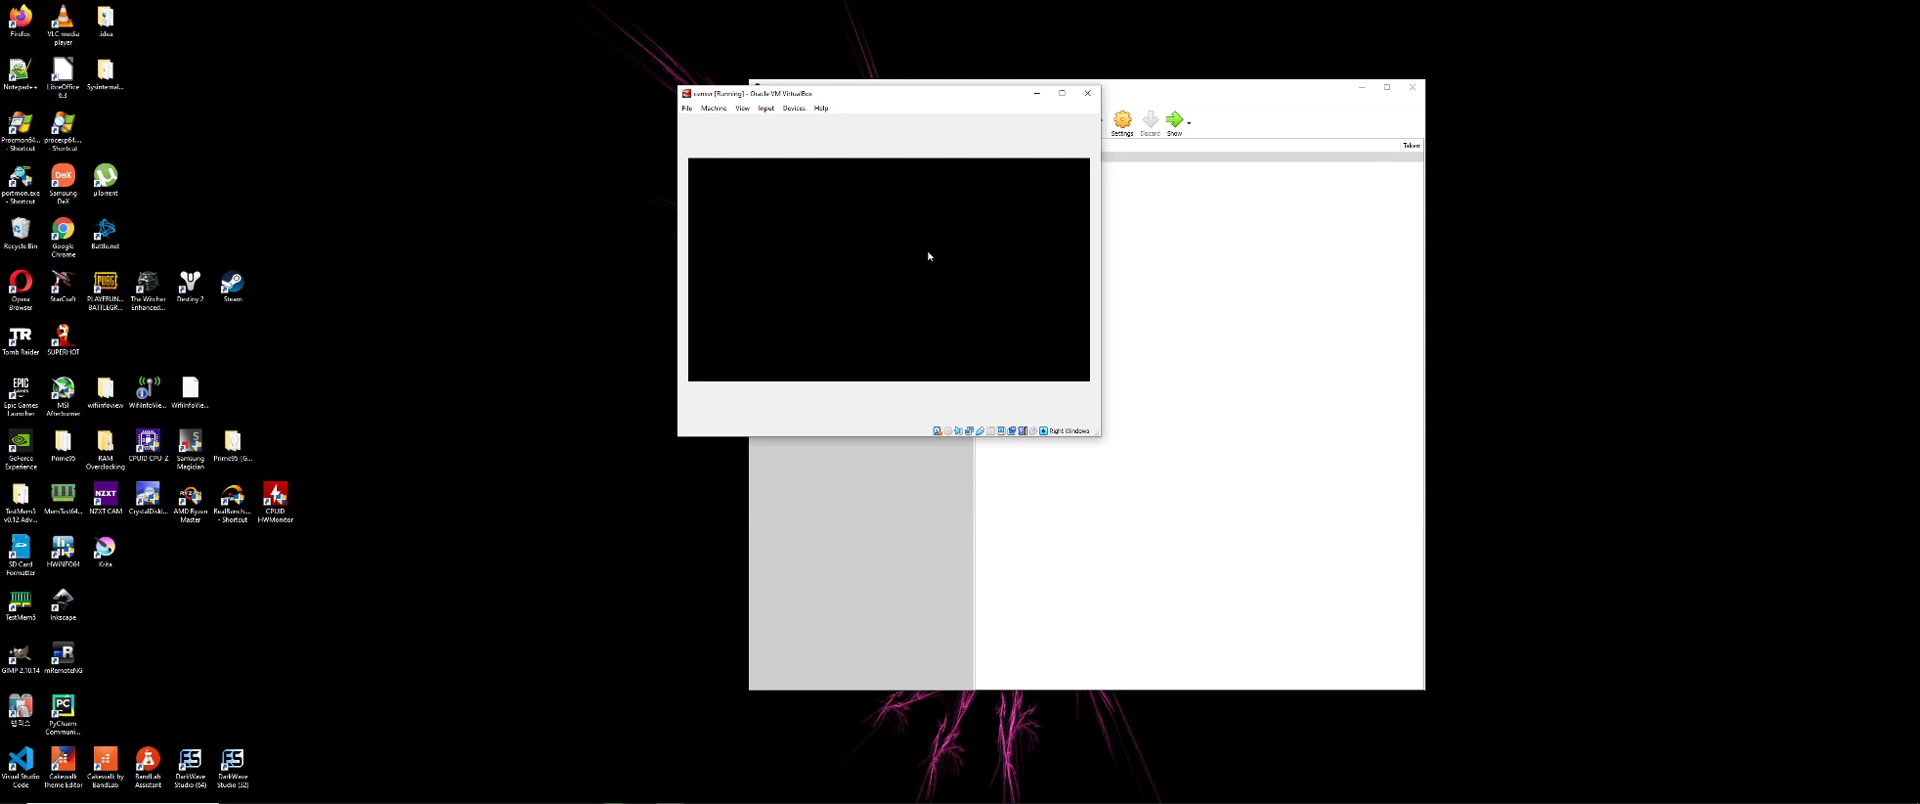 Firefox
VLC media
player
.idea
Notepad++
LibreOffice
6.3
Sysinternal...
Procmon64...
- Shortcut
procexp64...
- Shortcut
portmon.exe
- Shortcut
Samsung
DeX
µTorrent
Recycle Bin
Google
Chrome
Battle.net
Opera
Browser
StarCraft
PLAYERUN...
BATTLEGR...
The Witcher
Enhanced...
Destiny 2
Steam
Tomb Raider
SUPERHOT
Epic Games
Launcher
MSI
Afterburner
wifiinfoview
WifiInfoVie...
WifiInfoVie...
GeForce
Experience
Prime95
RAM
Overclocking
CPUID CPU-Z
Samsung
Magician
Prime95 (G...
TestMem5
v0.12 Adv...
MemTest64...
NZXT CAM
CrystalDiskI...
AMD Ryzen
Master
RealBench...
- Shortcut
CPUID
HWMonitor
SD Card
Formatter
HWiNFO64
Krita
TestMem5
Inkscape
GIMP 2.10.14
mRemoteNG
PyCharm
Communi...
Visual Studio
Code
Cakewalk
Theme Editor
Cakewalk by
BandLab
BandLab
Assistant
DarkWave
Studio (64)
DarkWave
Studio (32)
[Running] - Oracle VM VirtualBox
File Machine View Input Devices Help
Right Windows
Settings Discard Show
Taken